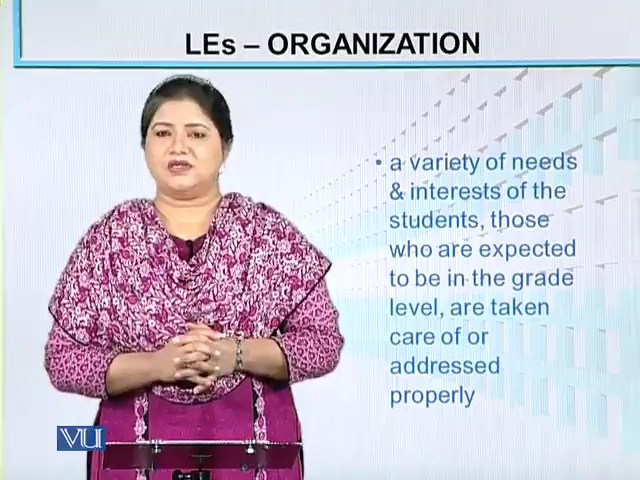 LEs – ORGANIZATION
• a variety of needs
& interests of the
students, those
who are expected
to be in the grade
level, are taken
care of or
addressed
properly
VU